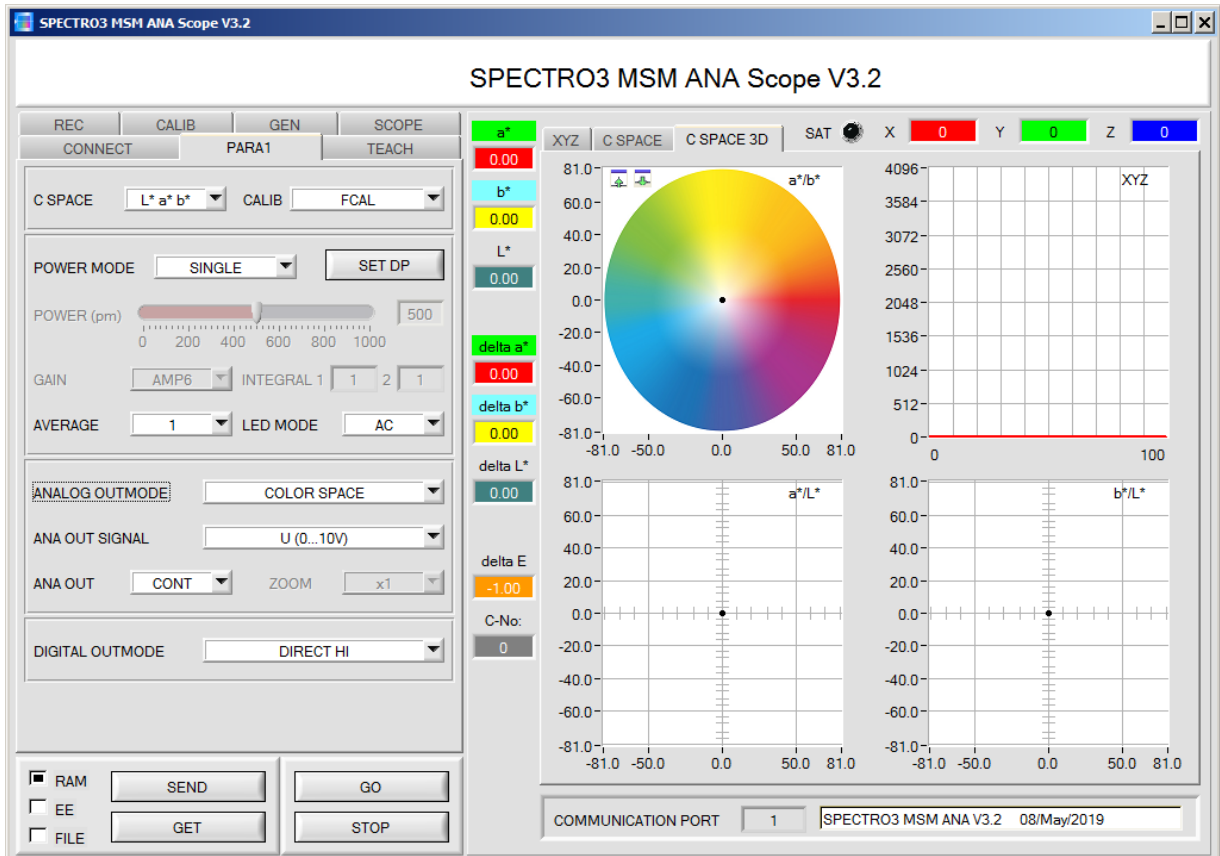 SPECTRO3 MSM ANA Scope V3.2
SPECTRO3 MSM ANA Scope V3.2
REC CALIB GEN SCOPE
CONNECT PARA1 TEACH
C SPACE L* a* b* CALIB FCAL
POWER MODE SINGLE SET DP
POWER (pm) 500
0 200 400 600 800 1000
GAIN AMP6 INTEGRAL 1 1 2 1
AVERAGE 1 LED MODE AC
ANALOG OUTMODE COLOR SPACE
ANA OUT SIGNAL U (0...10V)
ANA OUT CONT ZOOM x1
DIGITAL OUTMODE DIRECT HI
RAM
EE
FILE
SEND
GET
GO
STOP
a*
0.00
b*
0.00
L*
0.00
delta a*
0.00
delta b*
0.00
delta L*
0.00
delta E
-1.00
C-No:
0
XYZ C SPACE C SPACE 3D SAT X 0 Y 0 Z 0
a*/b*
81.0
60.0
40.0
20.0
0.0
-20.0
-40.0
-60.0
-81.0
-81.0 -50.0 0.0 50.0 81.0
XYZ
4096
3584
3072
2560
2048
1536
1024
512
0
0 100
a*/L*
81.0
60.0
40.0
20.0
0.0
-20.0
-40.0
-60.0
-81.0
-81.0 -50.0 0.0 50.0 81.0
b*/L*
81.0
60.0
40.0
20.0
0.0
-20.0
-40.0
-60.0
-81.0
-81.0 -50.0 0.0 50.0 81.0
COMMUNICATION PORT 1 SPECTRO3 MSM ANA V3.2 08/May/2019